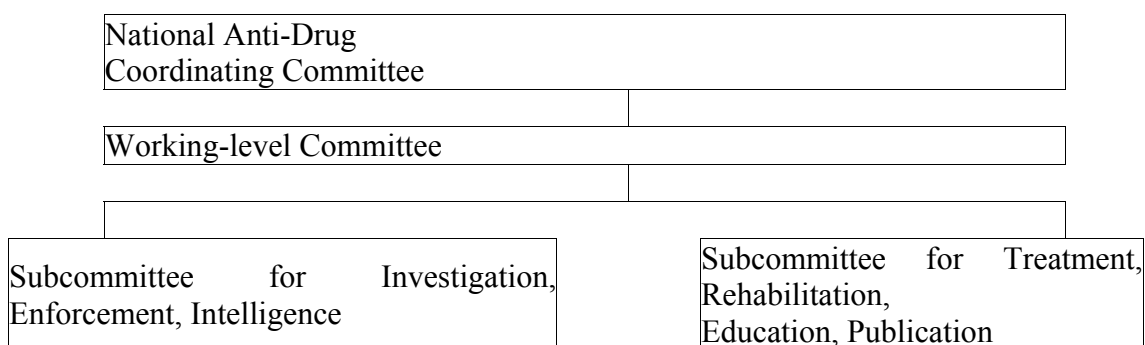 National Anti-Drug
Coordinating Committee
Working-level Committee
Subcommittee for Investigation,
Enforcement, Intelligence
Subcommittee for Treatment,
Rehabilitation,
Education, Publication